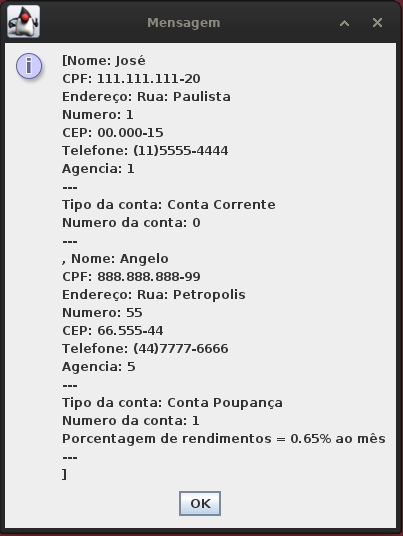 Mensagem
[Nome: José
CPF: 111.111.111-20
Endereço: Rua: Paulista
Numero: 1
CEP: 00.000-15
Telefone: (11)5555-4444
Agencia: 1
---
Tipo da conta: Conta Corrente
Numero da conta: 0
---
, Nome: Angelo
CPF: 888.888.888-99
Endereço: Rua: Petropolis
Numero: 55
CEP: 66.555-44
Telefone: (44)7777-6666
Agencia: 5
---
Tipo da conta: Conta Poupança
Numero da conta: 1
Porcentagem de rendimentos = 0.65% ao mês
---
]
OK